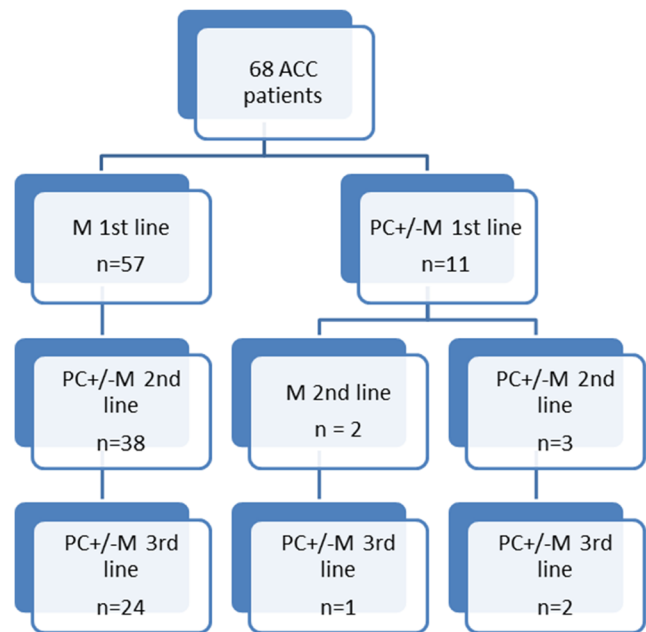 68 ACC
patients
M 1st line
n=57
PC+/-M 1st line
n=11
PC+/-M 2nd
line
n=38
M 2nd line
n = 2
PC+/-M 2nd
line
n=3
PC+/-M 3rd
line
n=24
PC+/-M 3rd
line
n=1
PC+/-M 3rd
line
n=2